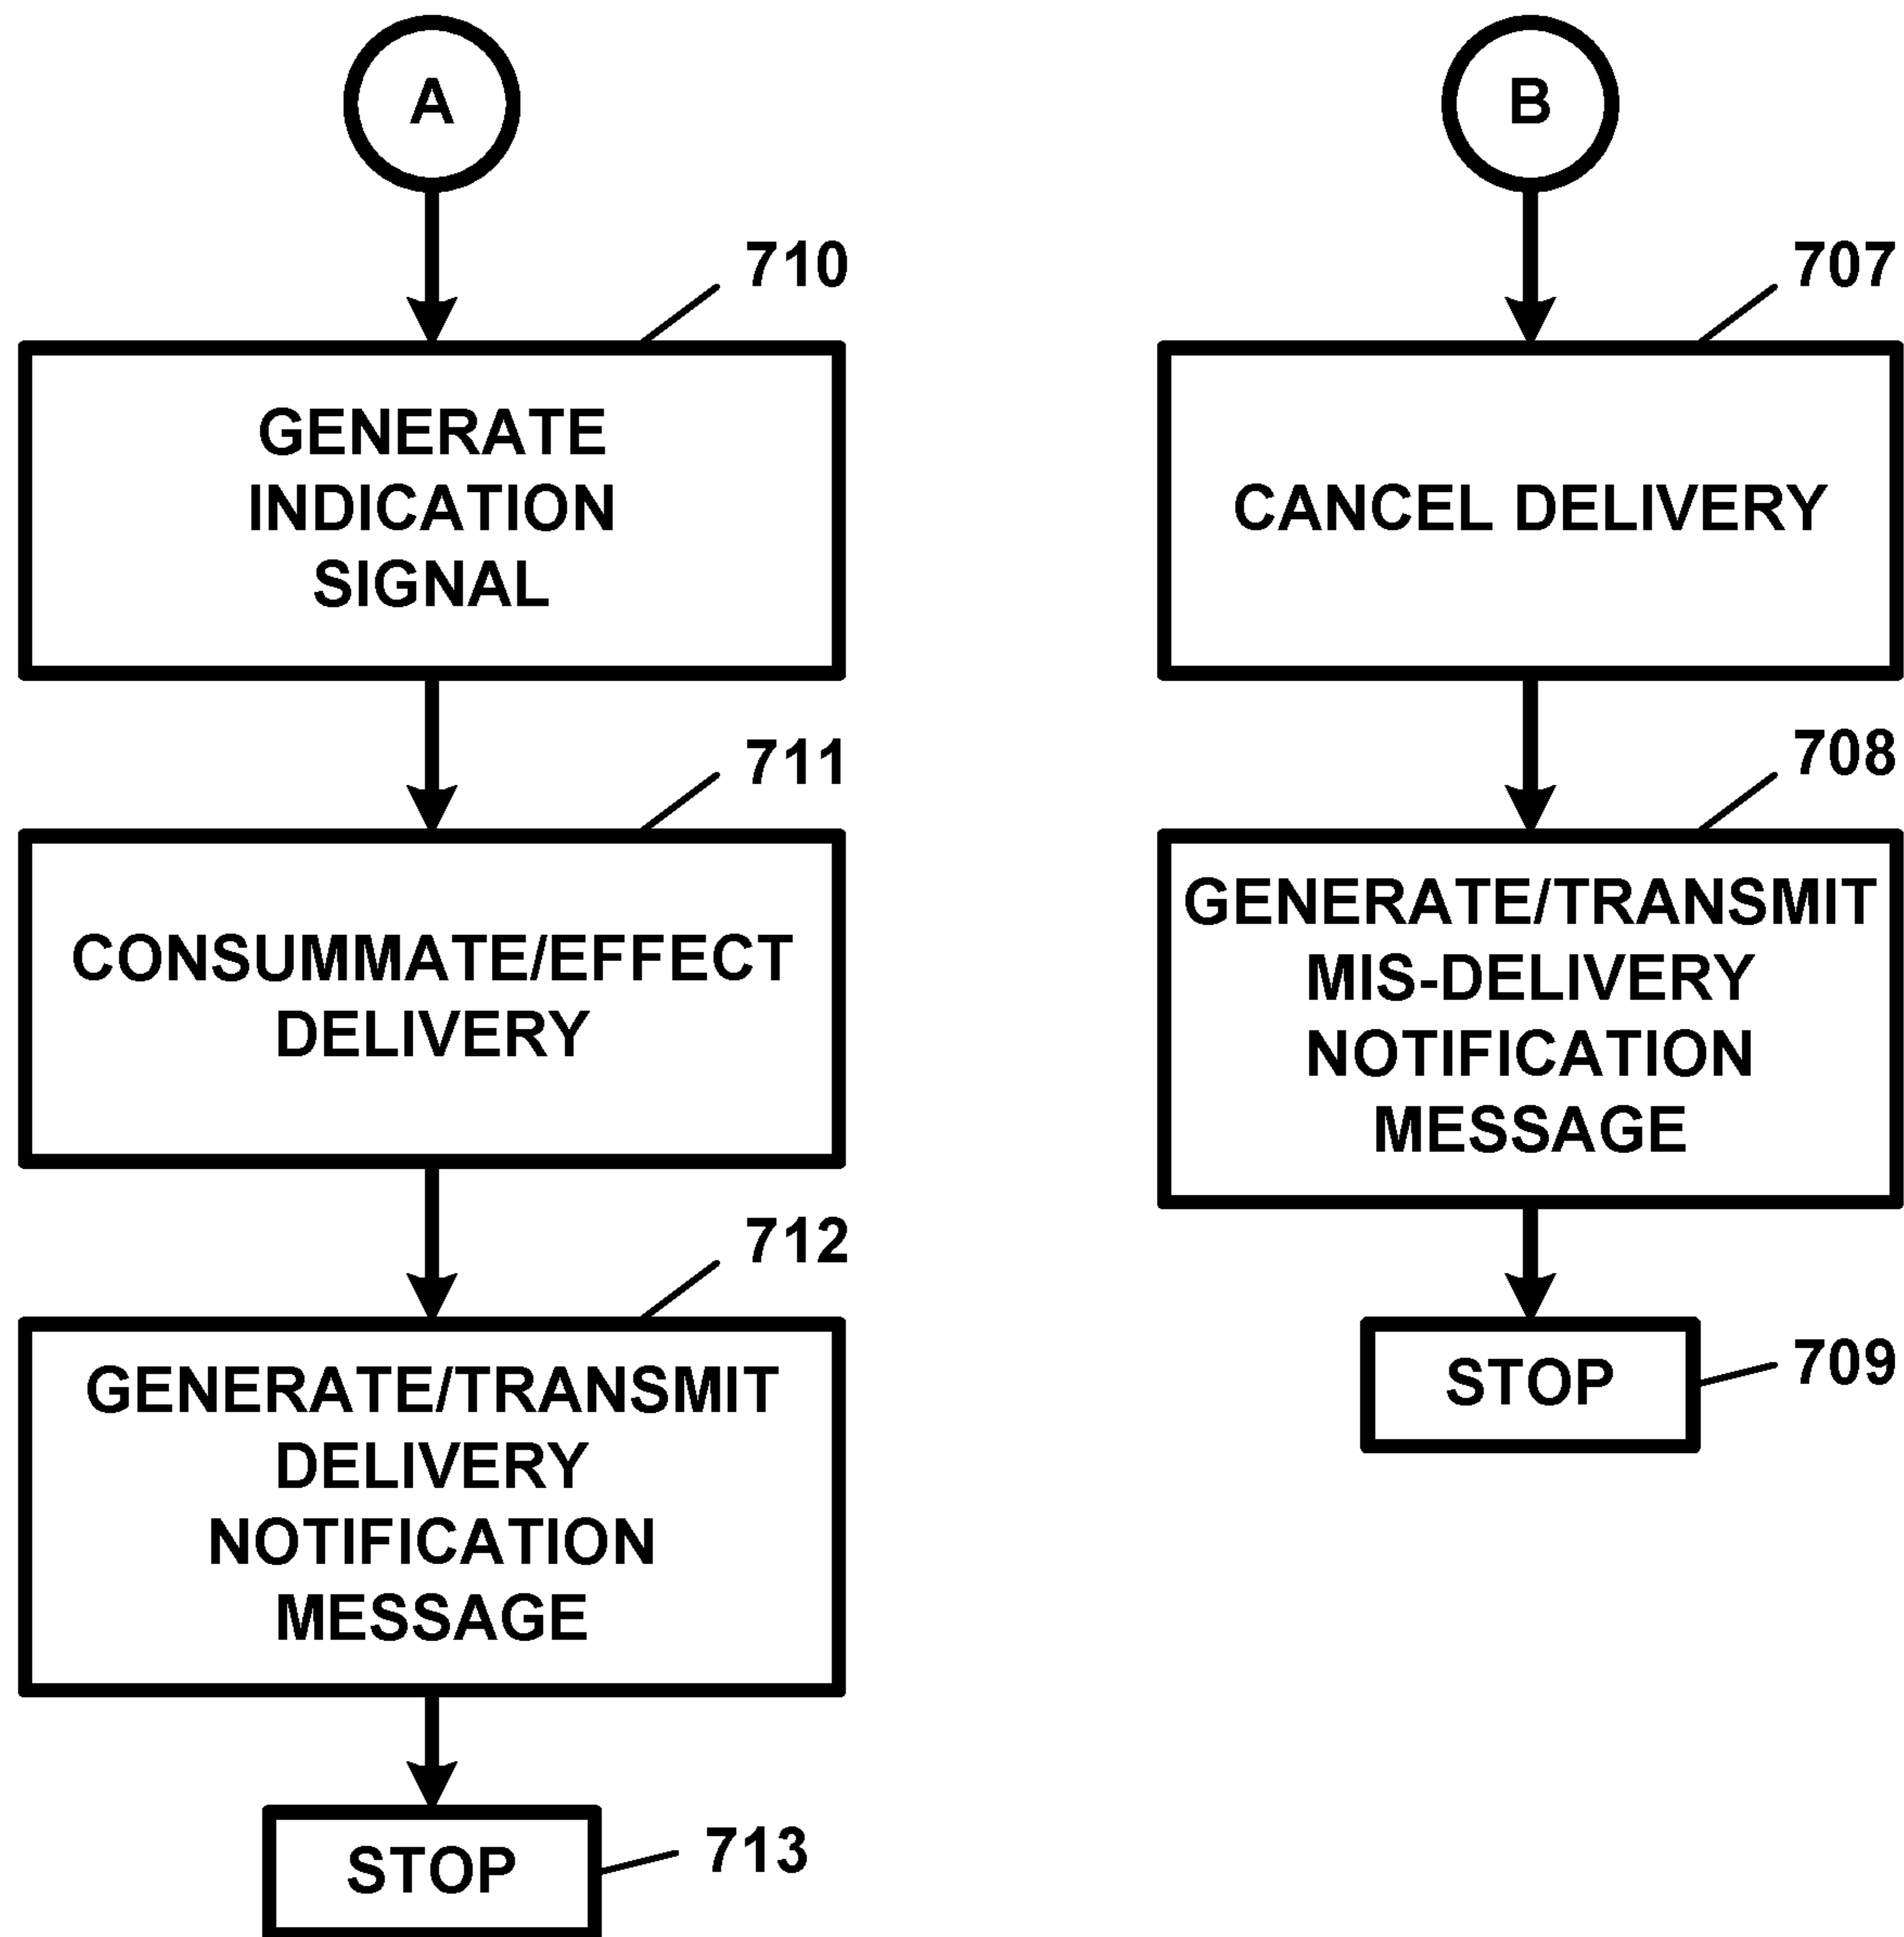 A
710
GENERATE
INDICATION
SIGNAL
711
CONSUMMATE/EFFECT
DELIVERY
712
GENERATE/TRANSMIT
DELIVERY
NOTIFICATION
MESSAGE
STOP
713
B
707
CANCEL DELIVERY
708
GENERATE/TRANSMIT
MIS-DELIVERY
NOTIFICATION
MESSAGE
STOP
709